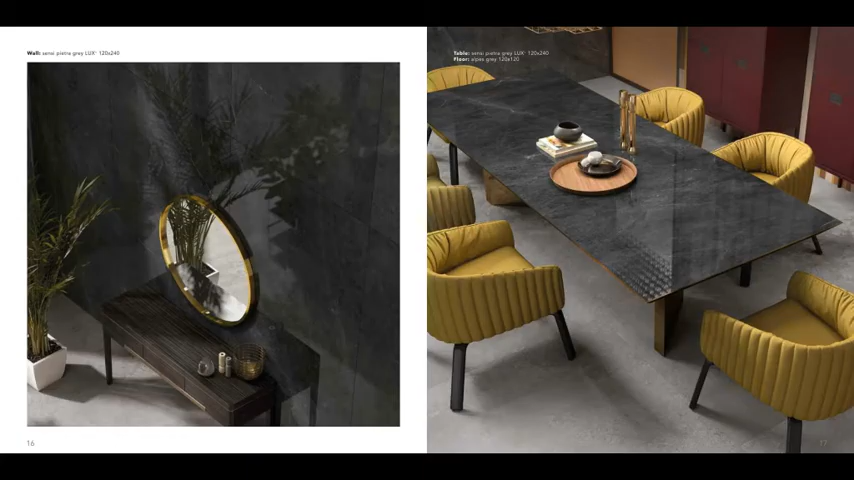 Wall: sensi pietra grey LUX⁺ 120x240
Table: sensi pietra grey LUX⁺ 120x240
Floor: alpes grey 120x120
16
17